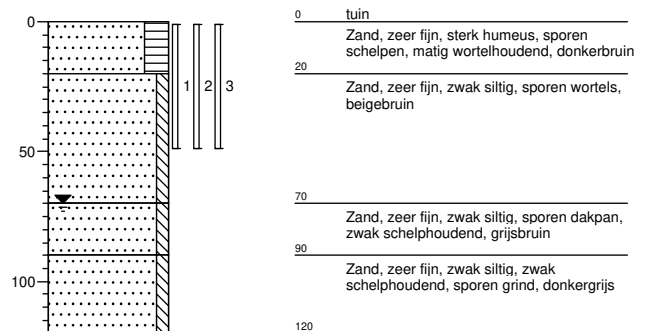 0
50
100
1 2 3
0 tuin
Zand, zeer fijn, sterk humeus, sporen
schelpen, matig wortelhoudend, donkerbruin
20
Zand, zeer fijn, zwak siltig, sporen wortels,
beigebruin
70
Zand, zeer fijn, zwak siltig, sporen dakpan,
zwak schelphoudend, grijsbruin
90
Zand, zeer fijn, zwak siltig, zwak
schelphoudend, sporen grind, donkergrijs
120